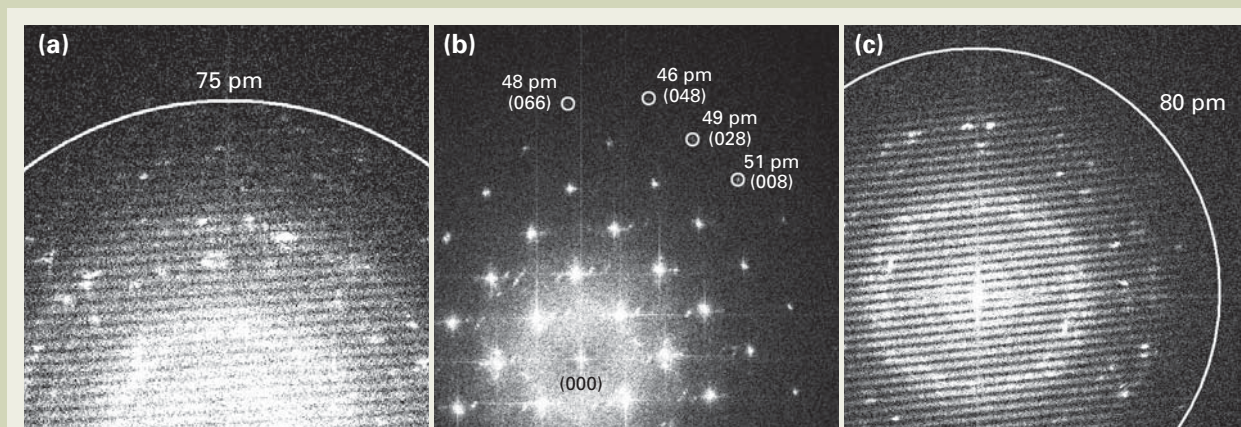 (a)
75 pm
(b)
48 pm
(066)
46 pm
(048)
49 pm
(028)
51 pm
(008)
(000)
(c)
80 pm